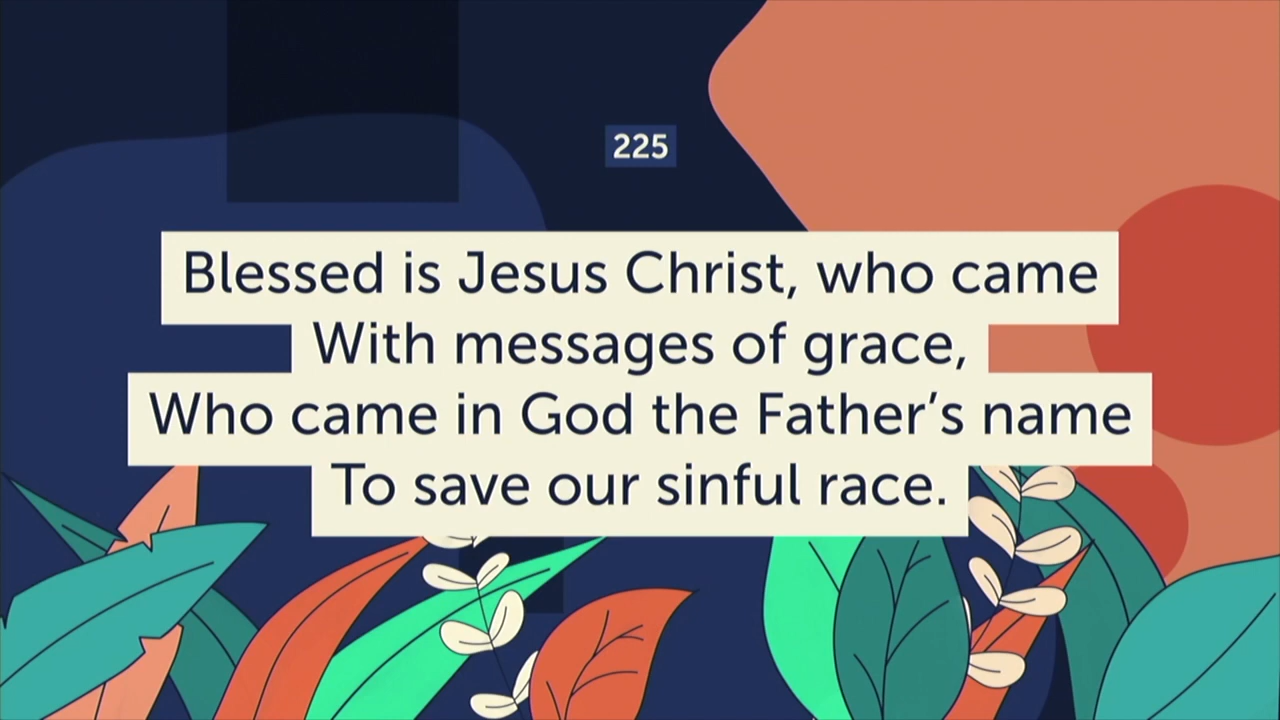 225
Blessed is Jesus Christ, who came
With messages of grace,
Who came in God the Father’s name
To save our sinful race.